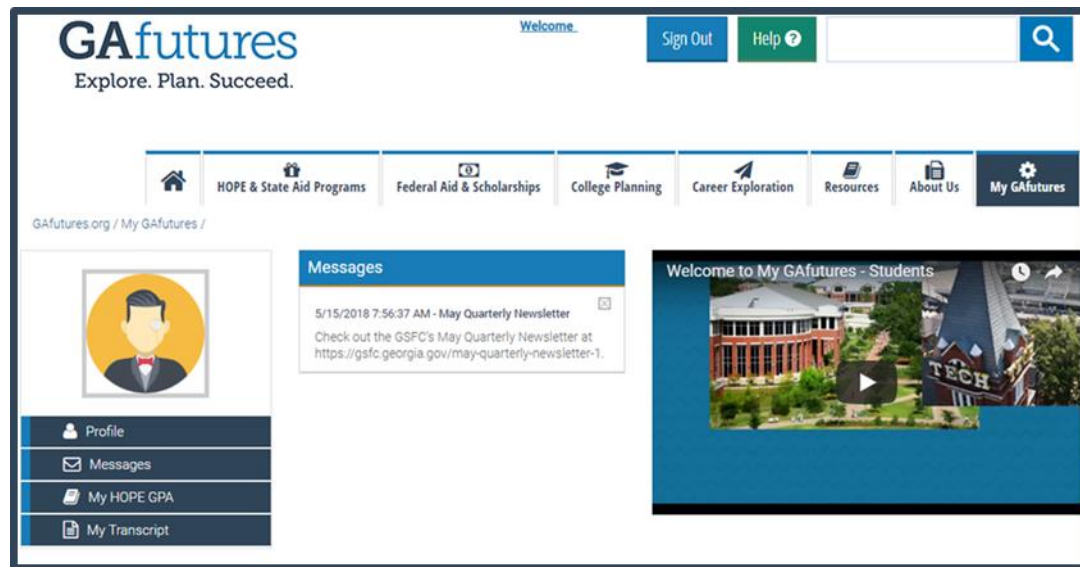 GAfutures
Explore. Plan. Succeed.
Welcome
Sign Out
Help ?
HOPE & State Aid Programs
Federal Aid & Scholarships
College Planning
Career Exploration
Resources
About Us
My GAfutures
GAfutures.org / My GAfutures /
Profile
Messages
My HOPE GPA
My Transcript
Messages
5/15/2018 7:56:37 AM - May Quarterly Newsletter
Check out the GSFC's May Quarterly Newsletter at
https://gsfc.georgia.gov/may-quarterly-newsletter-1.
Welcome to My GAfutures - Students
TECH